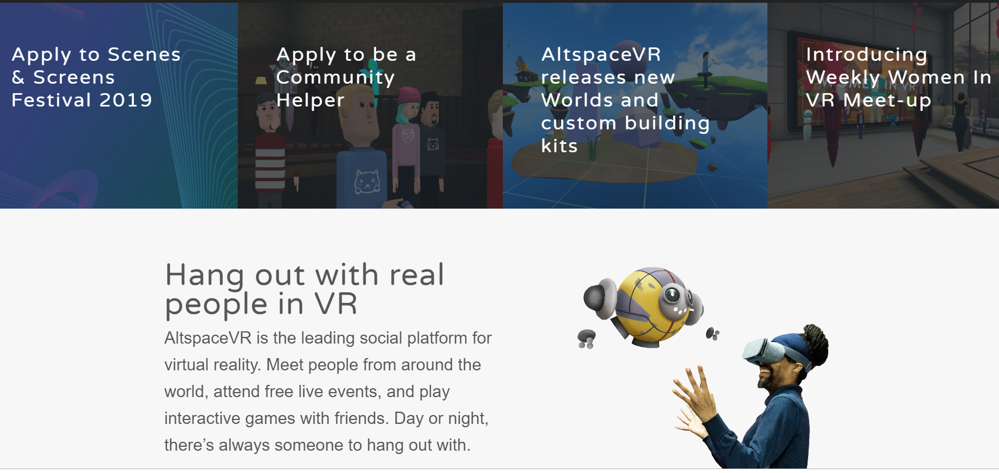 Apply to Scenes
& Screens
Festival 2019
Apply to be a
Community
Helper
AltspaceVR
releases new
Worlds and
custom building
kits
Introducing
Weekly Women In
VR Meet-up
WOMEN IN VR
Hang out with real
people in VR
AltspaceVR is the leading social platform for
virtual reality. Meet people from around the
world, attend free live events, and play
interactive games with friends. Day or night,
there’s always someone to hang out with.